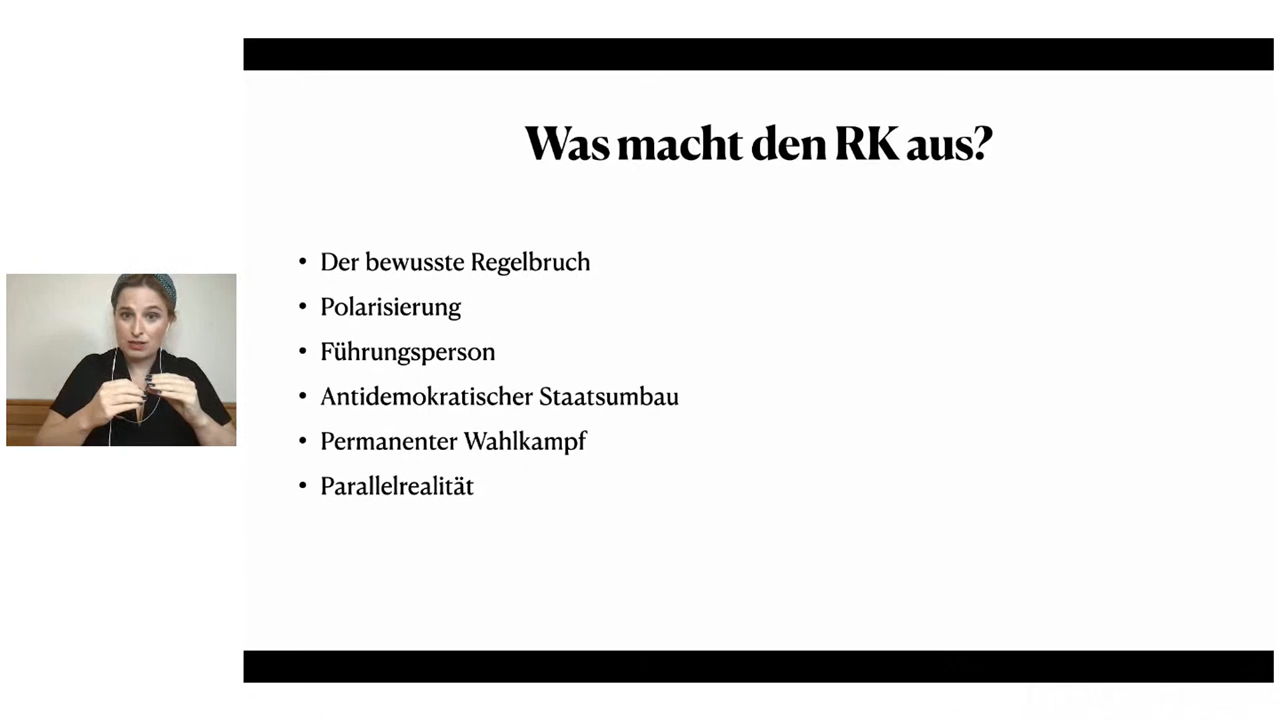 Was macht den RK aus?
• Der bewusste Regelbruch
• Polarisierung
• Führungsperson
• Antidemokratischer Staatsumbau
• Permanenter Wahlkampf
• Parallelrealität